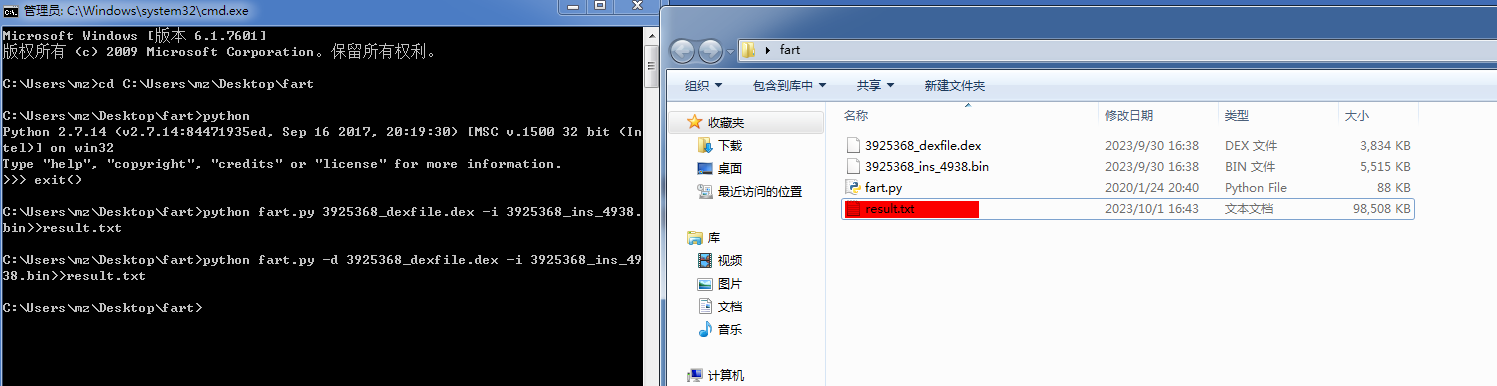 管理员: C:\Windows\system32\cmd.exe
Microsoft Windows [版本 6.1.7601]
版权所有 (c) 2009 Microsoft Corporation。保留所有权利。
C:\Users\mz>cd C:\Users\mz\Desktop\fart
C:\Users\mz\Desktop\fart>python
Python 2.7.14 (v2.7.14:84471935ed, Sep 16 2017, 20:19:30) [MSC v.1500 32 bit (In
tel)] on win32
Type "help", "copyright", "credits" or "license" for more information.
>>> exit()
C:\Users\mz\Desktop\fart>python fart.py 3925368_dexfile.dex -i 3925368_ins_4938.
bin>>result.txt
C:\Users\mz\Desktop\fart>python fart.py -d 3925368_dexfile.dex -i 3925368_ins_49
38.bin>>result.txt
C:\Users\mz\Desktop\fart>
fart
组织 包含到库中 共享 新建文件夹
收藏夹
下载
桌面
最近访问的位置
库
视频
图片
文档
音乐
计算机
名称 修改日期 类型 大小
3925368_dexfile.dex 2023/9/30 16:38 DEX 文件 3,834 KB
3925368_ins_4938.bin 2023/9/30 16:38 BIN 文件 5,515 KB
fart.py 2020/1/24 20:40 Python File 88 KB
result.txt 2023/10/1 16:43 文本文档 98,508 KB